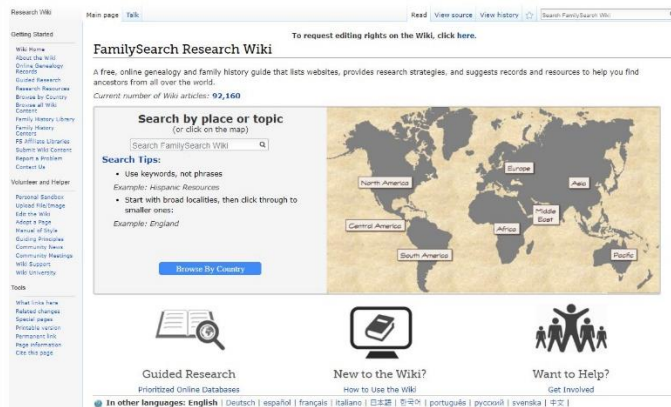 Research Wiki
Getting Started
Wiki Home
About the Wiki
Online Genealogy
Records
Guided Research
Research Resources
Browse by Country
Browse all Wiki
Content
Family History Library
Family History
Centers
FS Affiliate Libraries
Submit Wiki Content
Report a Problem
Contact Us
Volunteer and Helper
Personal Sandbox
Upload File/Image
Edit the Wiki
Adopt a Page
Manual of Style
Guiding Principles
Community News
Community Meetings
Wiki Support
Wiki University
Tools
What links here
Related changes
Special pages
Printable version
Permanent link
Page information
Cite this page
Main page Talk
Read View source View history Search FamilySearch Wiki
To request editing rights on the Wiki, click here.
FamilySearch Research Wiki
A free, online genealogy and family history guide that lists websites, provides research strategies, and suggests records and resources to help you find
ancestors from all over the world.
Current number of Wiki articles: 92,160
Search by place or topic
(or click on the map)
Search FamilySearch Wiki
Search Tips:
• Use keywords, not phrases
Example: Hispanic Resources
• Start with broad localities, then click through to
smaller ones:
Example: England
Browse By Country
North America
Europe
Asia
Central America
Africa
Middle
East
South America
Pacific
Guided Research
Prioritized Online Databases
New to the Wiki?
How to Use the Wiki
Want to Help?
Get Involved
In other languages: English | Deutsch | español | français | italiano | 日本語 | 한국어 | português | русский | svenska | 中文 |